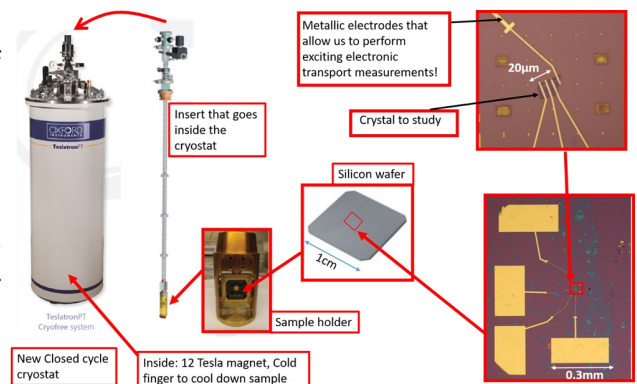 Metallic electrodes that
allow us to perform
exciting electronic
transport measurements!
20μm
Crystal to study
OXFORD
INSTRUMENTS
TeslatronPT
Insert that goes
inside the
cryostat
Silicon wafer
1cm
Sample holder
TeslatronPT
Cryofree system
New Closed cycle
cryostat
Inside: 12 Tesla magnet, Cold
finger to cool down sample
0.3mm